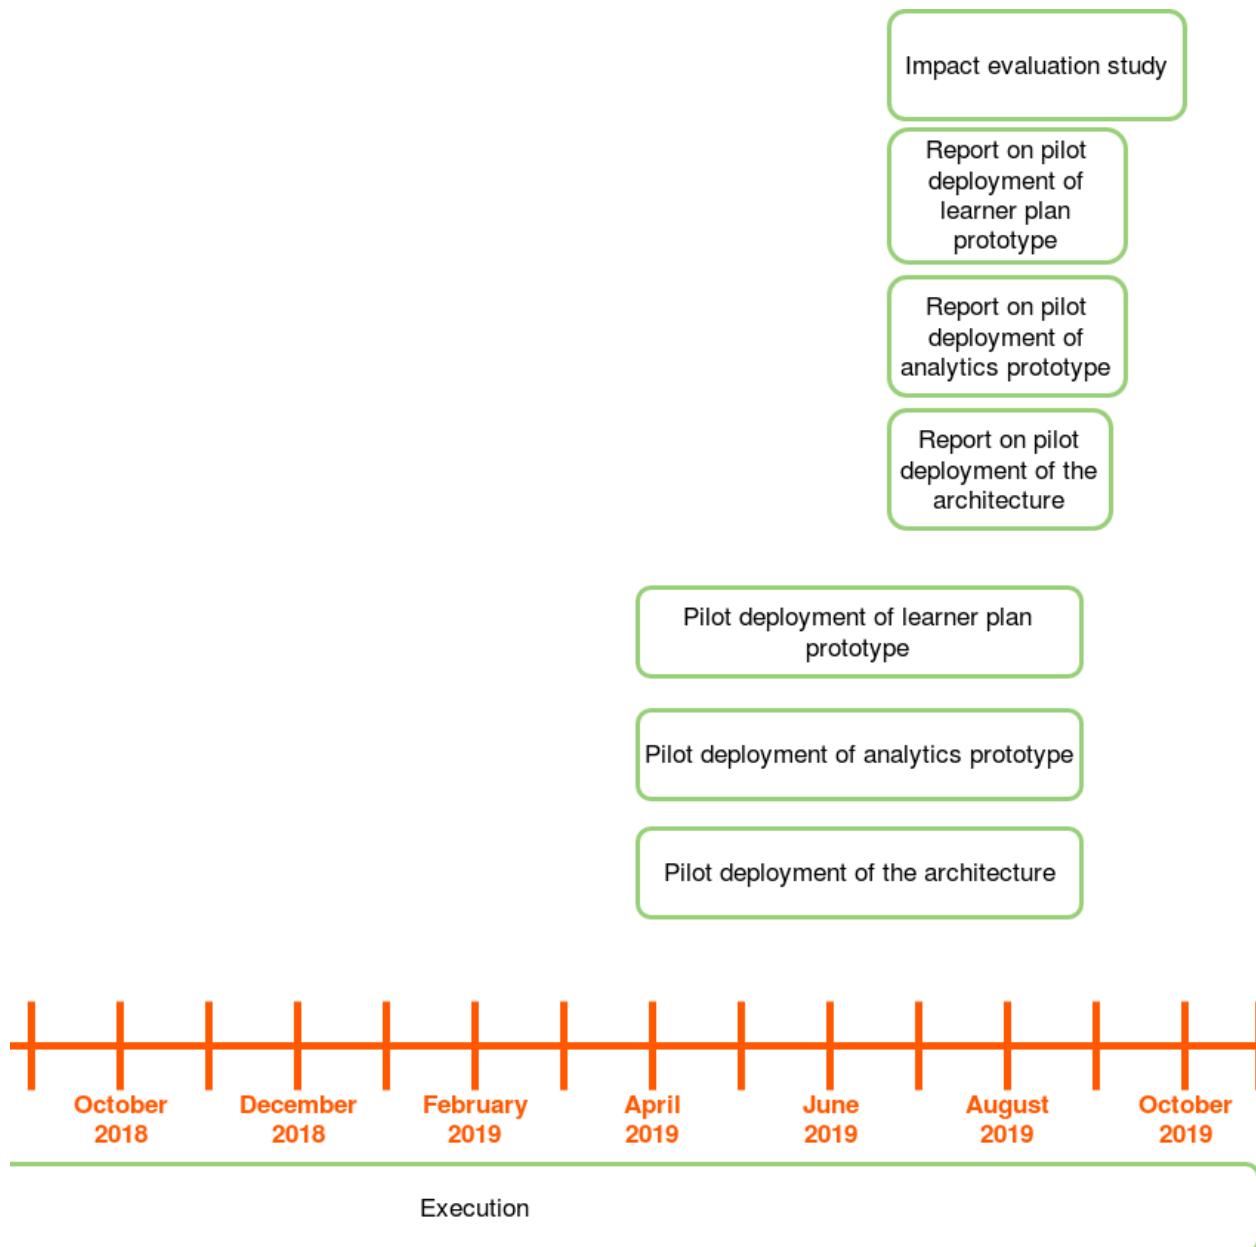 Impact evaluation study
Report on pilot
deployment of
learner plan
prototype
Report on pilot
deployment of
analytics prototype
Report on pilot
deployment of the
architecture
Pilot deployment of learner plan
prototype
Pilot deployment of analytics prototype
Pilot deployment of the architecture
October
2018
December
2018
February
2019
April
2019
June
2019
August
2019
October
2019
Execution